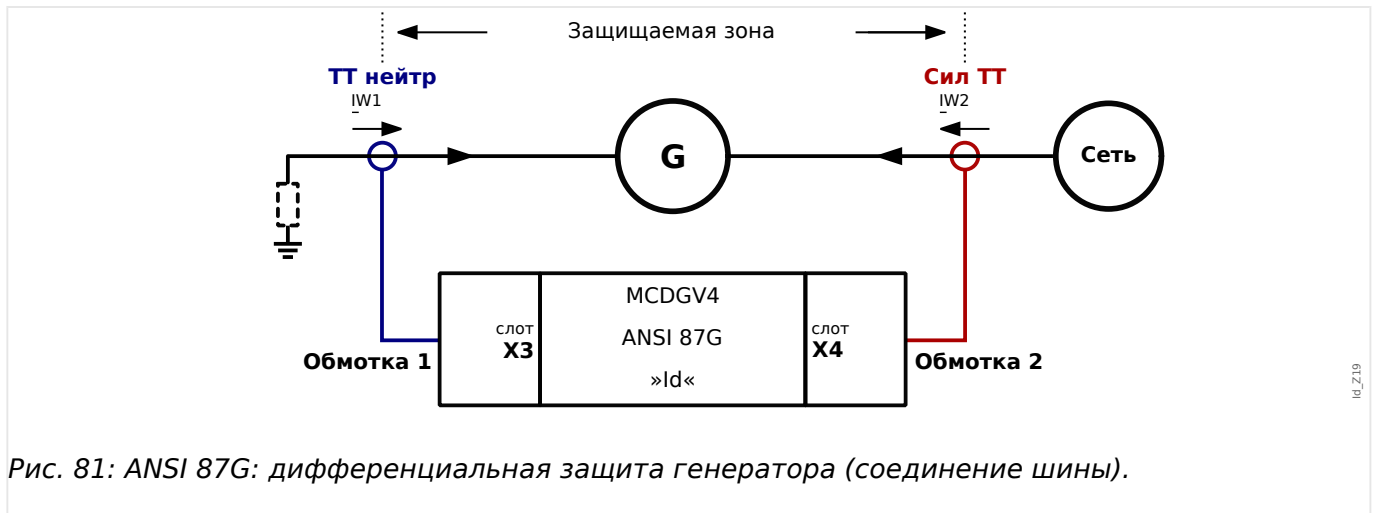 Защищаемая зона
ТТ нейтр
Сил ТТ
IW1
IW2
G
Сеть
MCDGV4
ANSI 87G
»Id«
слот
X3
слот
X4
Обмотка 1
Обмотка 2
Id_Z19
Рис. 81: ANSI 87G: дифференциальная защита генератора (соединение шины).